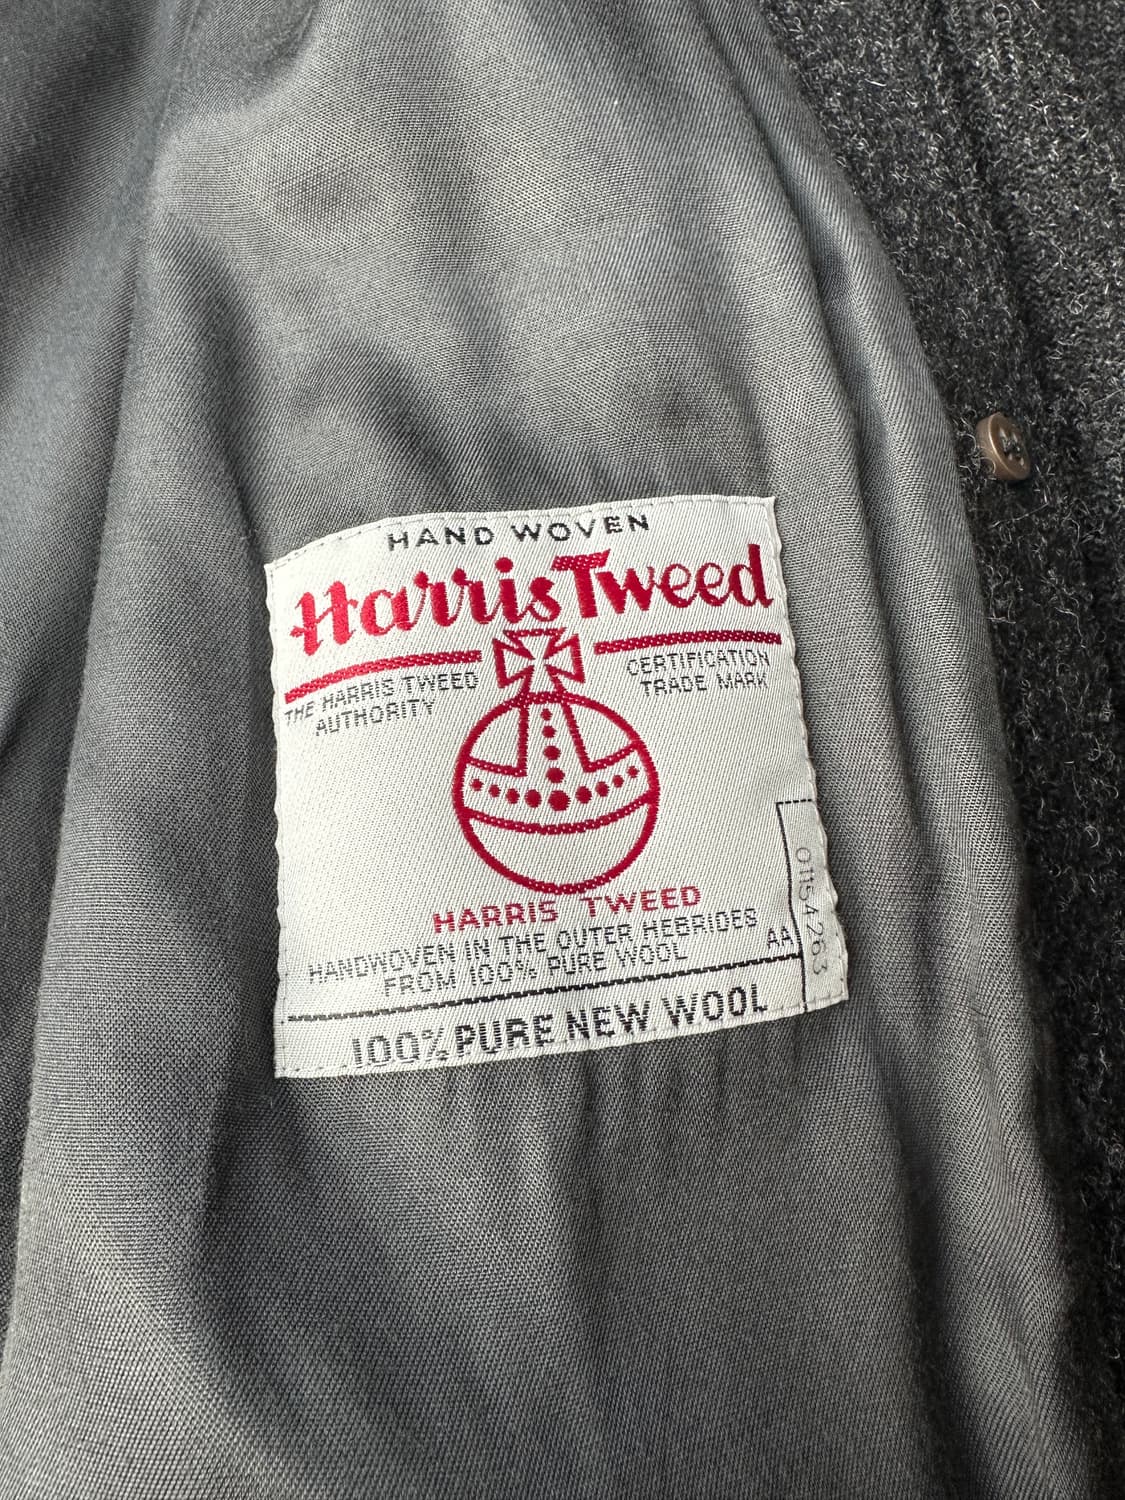 HAND WOVEN
Harris Tweed
THE HARRIS TWEED
AUTHORITY
CERTIFICATION
TRADE MARK
HARRIS TWEED
HANDWOVEN IN THE OUTER HEBRIDES
FROM 100% PURE WOOL
AA
01154263
100% PURE NEW WOOL